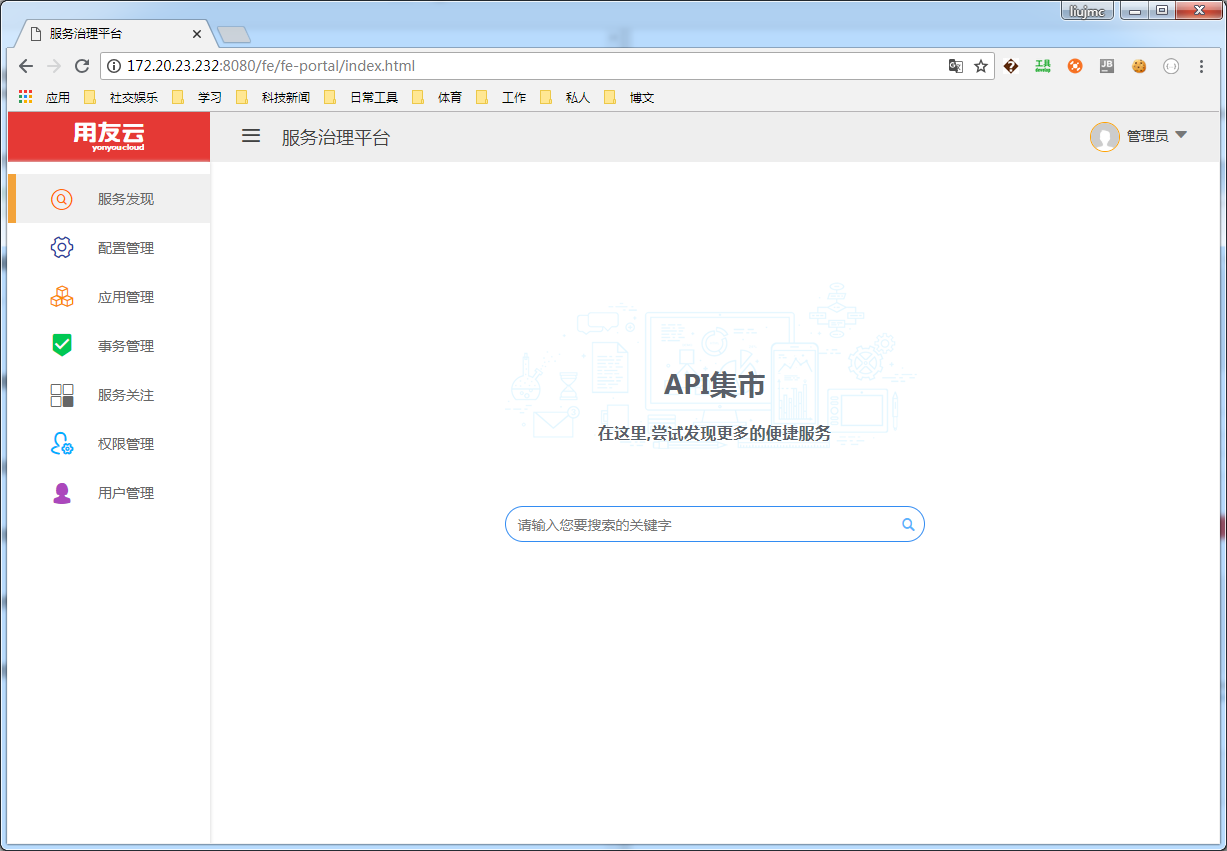 liujmc
服务治理平台
172.20.23.232:8080/fe/fe-portal/index.html
工具
JB
应用 社交娱乐 学习 科技新闻 日常工具 体育 工作 私人 博文
用友云
yonyoucloud
服务治理平台
管理员
服务发现
配置管理
应用管理
事务管理
服务关注
权限管理
用户管理
API集市
在这里,尝试发现更多的便捷服务
请输入您要搜索的关键字